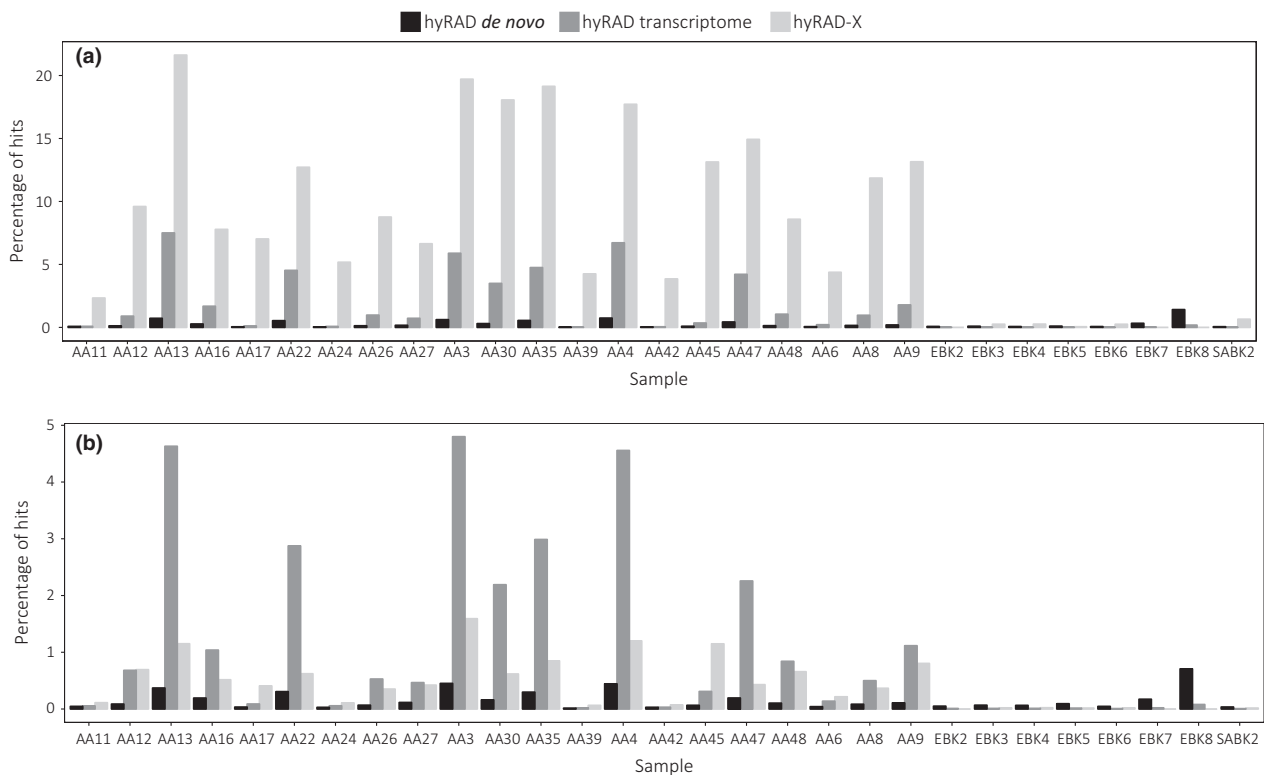 hyRAD de novo hyRAD transcriptome hyRAD-X
(a)
Percentage of hits
20
15
10
5
0
AA11 AA12 AA13 AA16 AA17 AA22 AA24 AA26 AA27 AA3 AA30 AA35 AA39 AA4 AA42 AA45 AA47 AA48 AA6 AA8 AA9 EBK2 EBK3 EBK4 EBK5 EBK6 EBK7 EBK8 SABK2
Sample
(b)
Percentage of hits
5
4
3
2
1
0
AA11 AA12 AA13 AA16 AA17 AA22 AA24 AA26 AA27 AA3 AA30 AA35 AA39 AA4 AA42 AA45 AA47 AA48 AA6 AA8 AA9 EBK2 EBK3 EBK4 EBK5 EBK6 EBK7 EBK8 SABK2
Sample